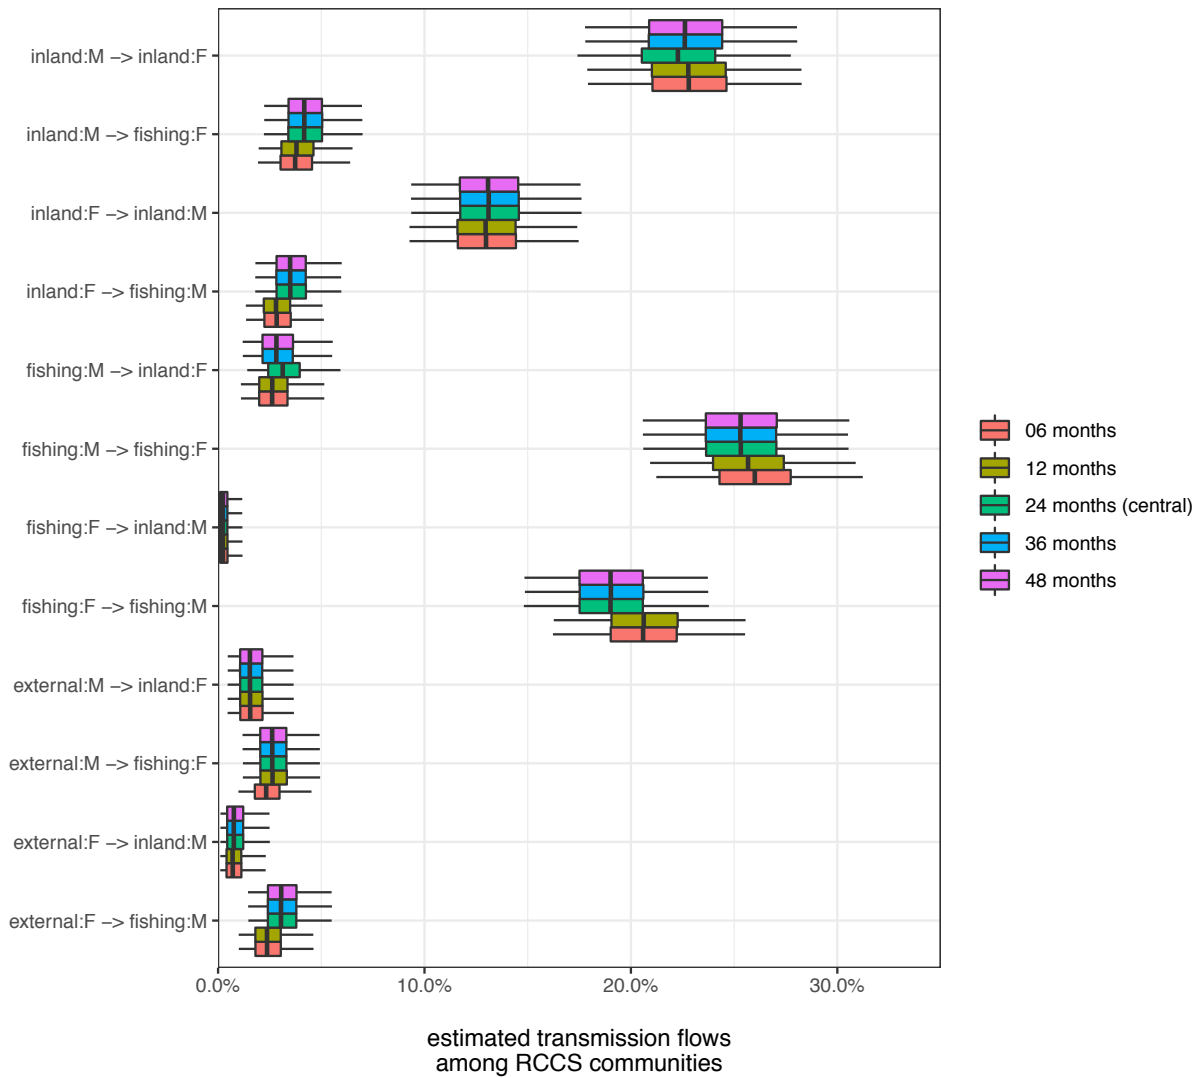 inland:M −> inland:F
inland:M −> fishing:F
inland:F −> inland:M
inland:F −> fishing:M
fishing:M −> inland:F
fishing:M −> fishing:F
fishing:F −> inland:M
fishing:F −> fishing:M
external:M −> inland:F
external:M −> fishing:F
external:F −> inland:M
external:F −> fishing:M
0.0% 10.0% 20.0% 30.0%
estimated transmission flows
among RCCS communities
06 months
12 months
24 months (central)
36 months
48 months